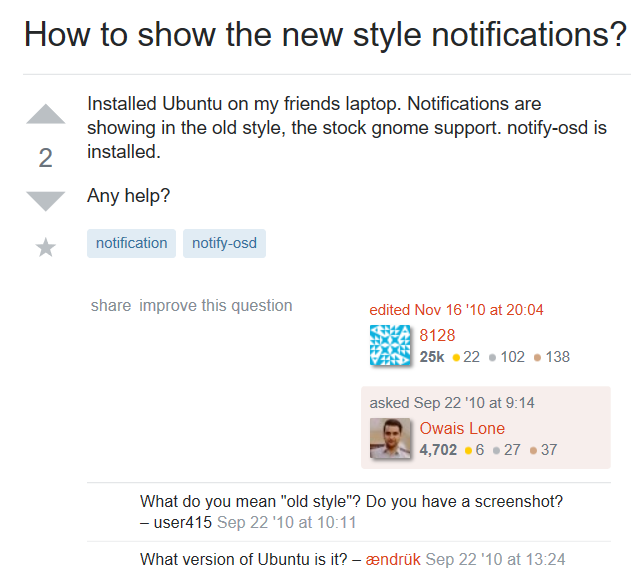 How to show the new style notifications?
Installed Ubuntu on my friends laptop. Notifications are
showing in the old style, the stock gnome support. notify-osd is
2
installed.
Any help?
notification notify-osd
share improve this question
edited Nov 16 '10 at 20:04
8128
25k 22 102 138
asked Sep 22 '10 at 9:14
Owais Lone
4,702 6 27 37
What do you mean "old style"? Do you have a screenshot?
– user415 Sep 22 '10 at 10:11
What version of Ubuntu is it? – ændrük Sep 22 '10 at 13:24